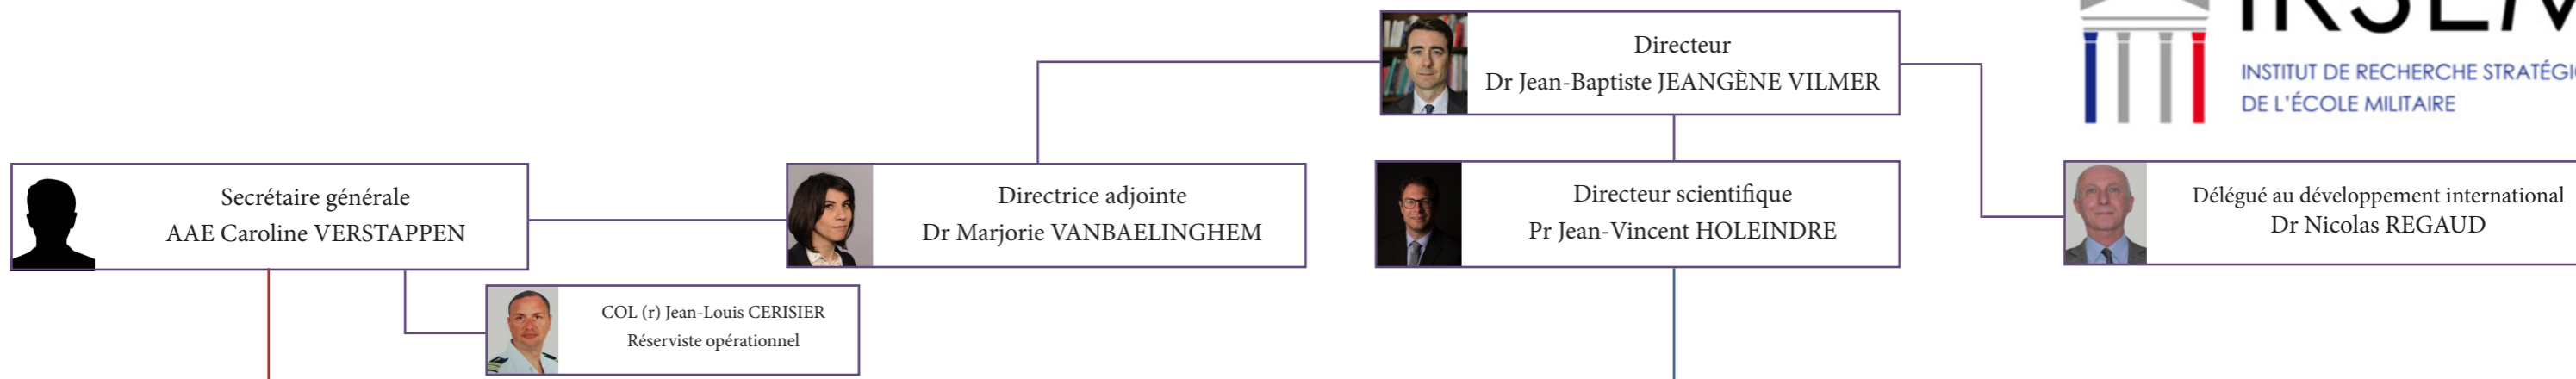 Directeur
Dr Jean-Baptiste JEANGÈNE VILMER
INSTITUT DE RECHERCHE
DE L'ÉCOLE MILITAIRE
Secrétaire générale
AAE Caroline VERSTAPPEN
Directrice adjointe
Dr Marjorie VANBAELINGHEM
Directeur scientifique
Pr Jean-Vincent HOLEINDRE
Délégué au développement international
Dr Nicolas REGAUD
COL (r) Jean-Louis CERISIER
Réserviste opérationnel